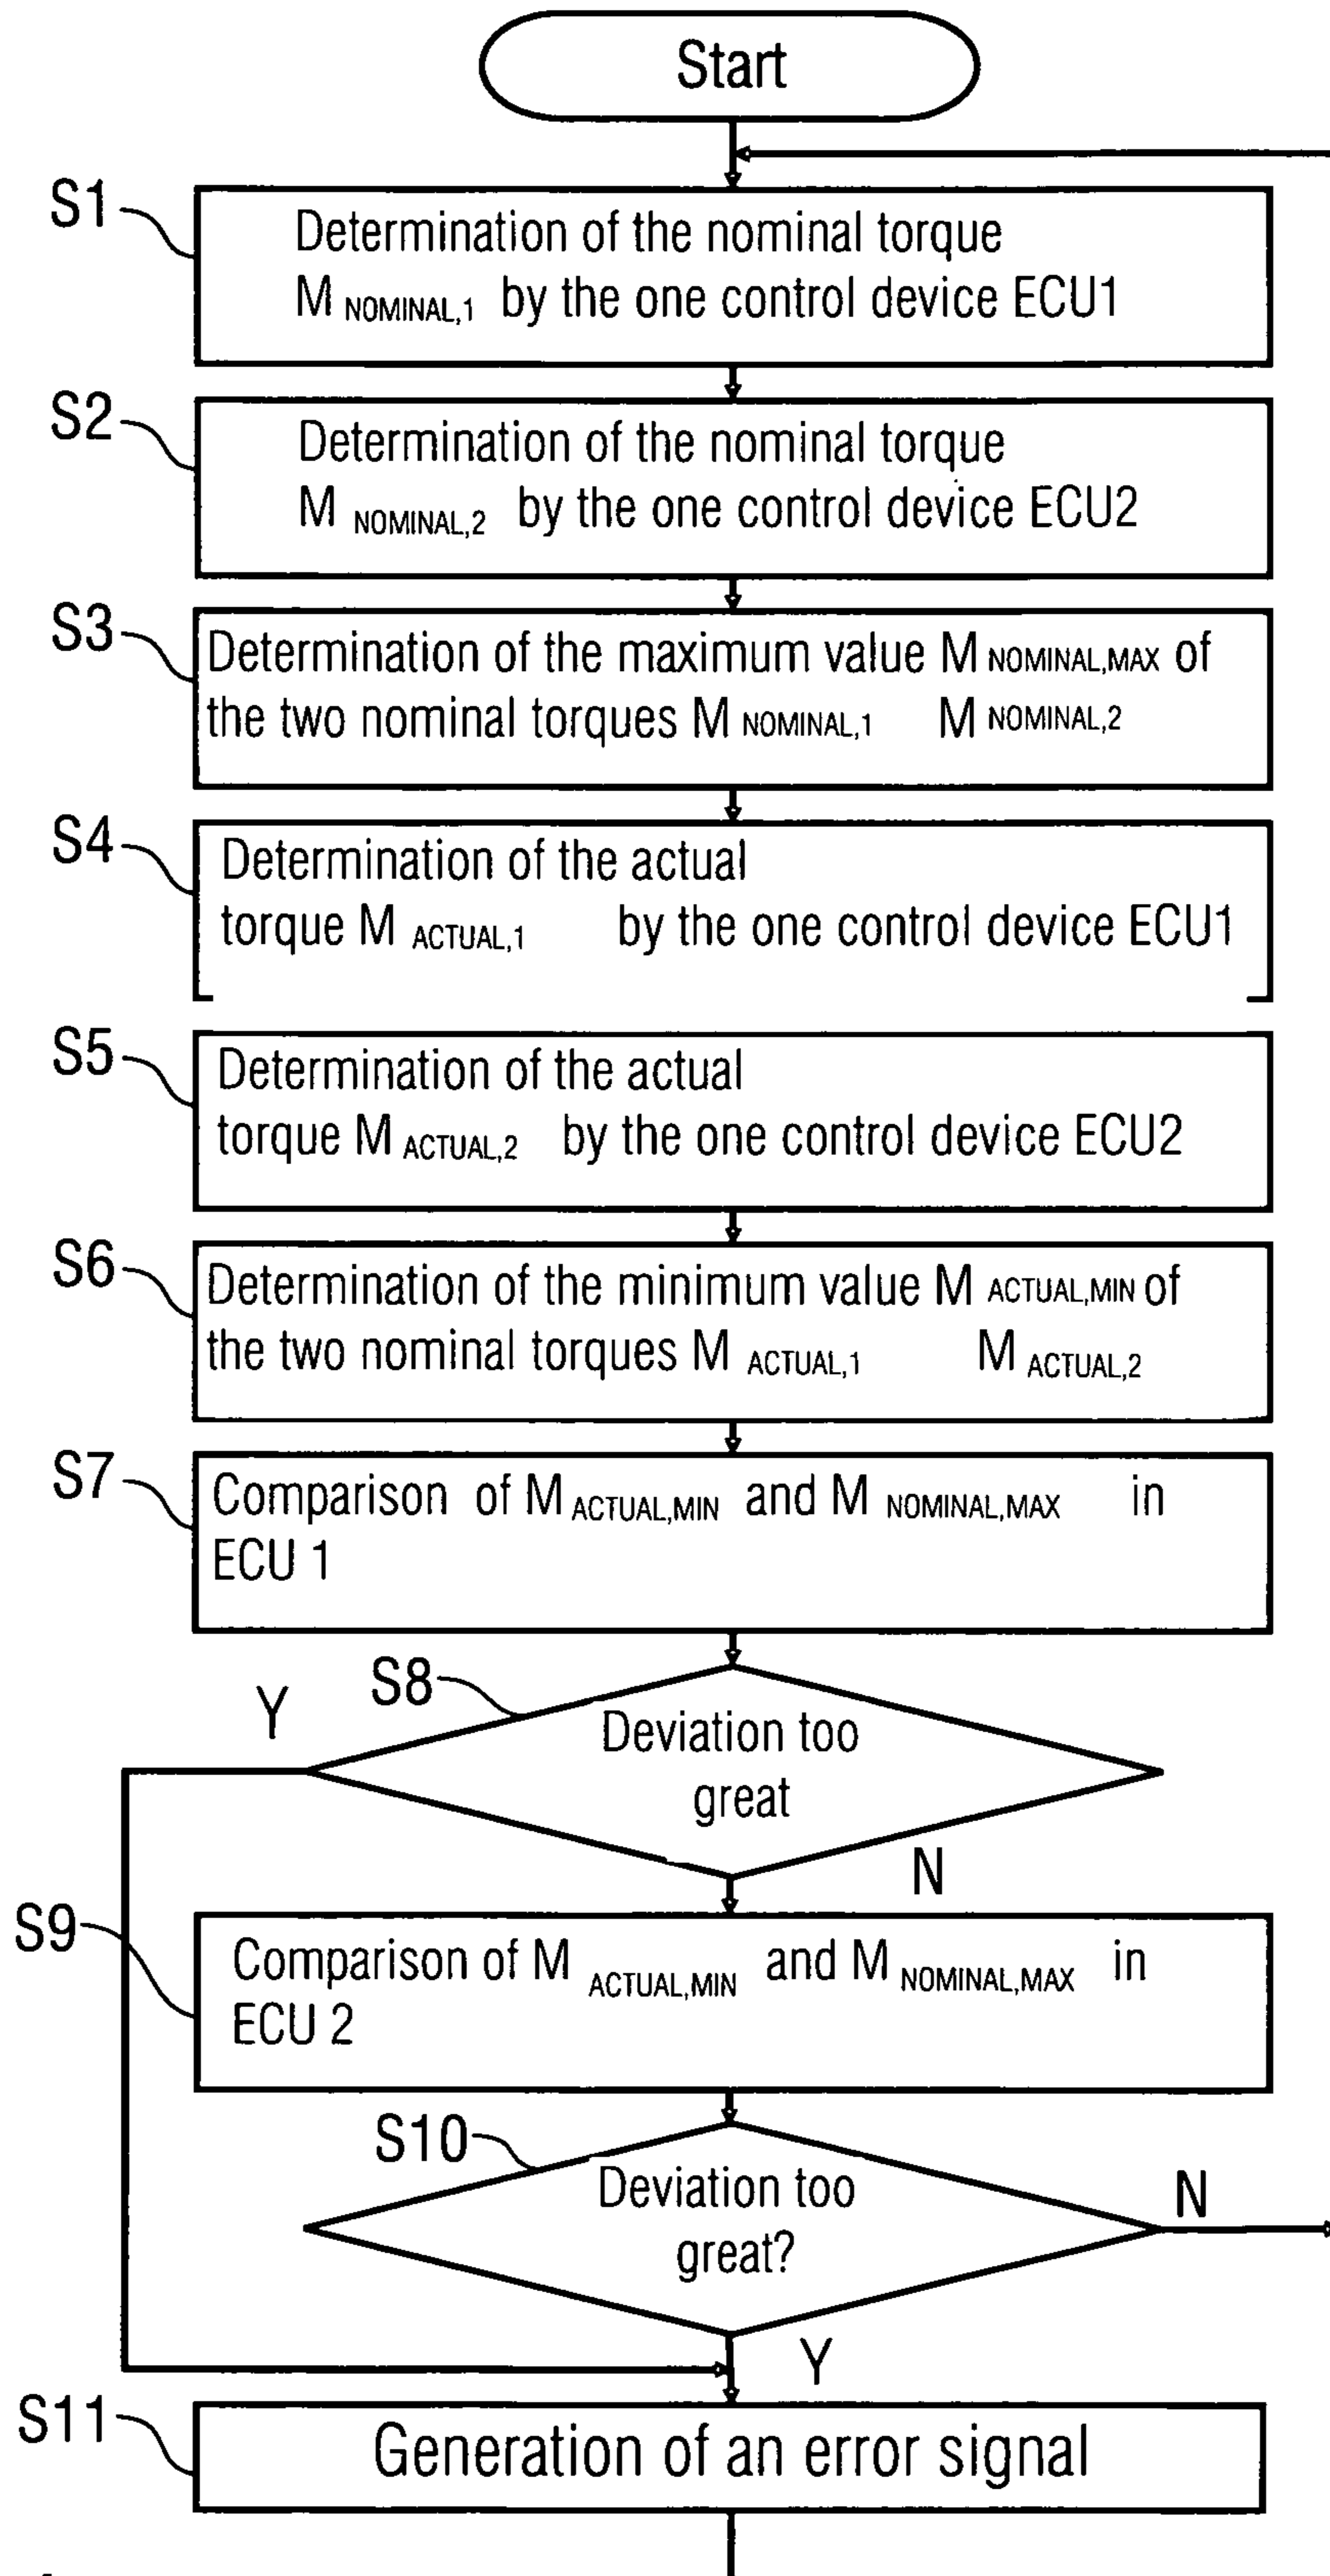 Start
S1
Determination of the nominal torque
M NOMINAL,1 by the one control device ECU1
S2
Determination of the nominal torque
M NOMINAL,2 by the one control device ECU2
S3
Determination of the maximum value M NOMINAL,MAX of
the two nominal torques M NOMINAL,1 M NOMINAL,2
S4
Determination of the actual
torque M ACTUAL,1 by the one control device ECU1
S5
Determination of the actual
torque M ACTUAL,2 by the one control device ECU2
S6
Determination of the minimum value M ACTUAL,MIN of
the two nominal torques M ACTUAL,1 M ACTUAL,2
S7
Comparison of M ACTUAL,MIN and M NOMINAL,MAX in
ECU 1
S8
Y
Deviation too
great
N
S9
Comparison of M ACTUAL,MIN and M NOMINAL,MAX in
ECU 2
S10
Deviation too
great?
N
Y
S11
Generation of an error signal